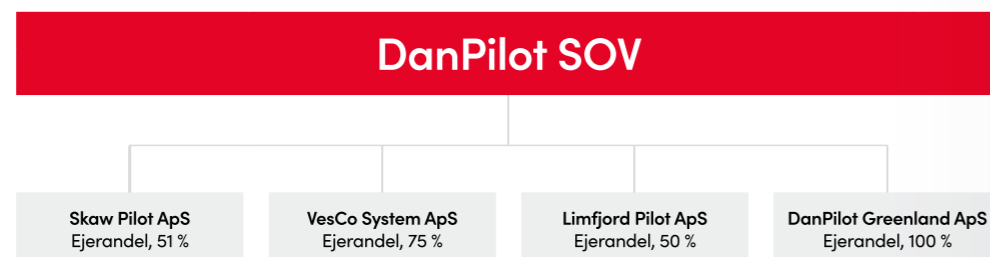 DanPilot SOV
Skaw Pilot ApS
Ejerandel, 51 %
VesCo System ApS
Ejerandel, 75 %
Limfjord Pilot ApS
Ejerandel, 50 %
DanPilot Greenland ApS
Ejerandel, 100 %